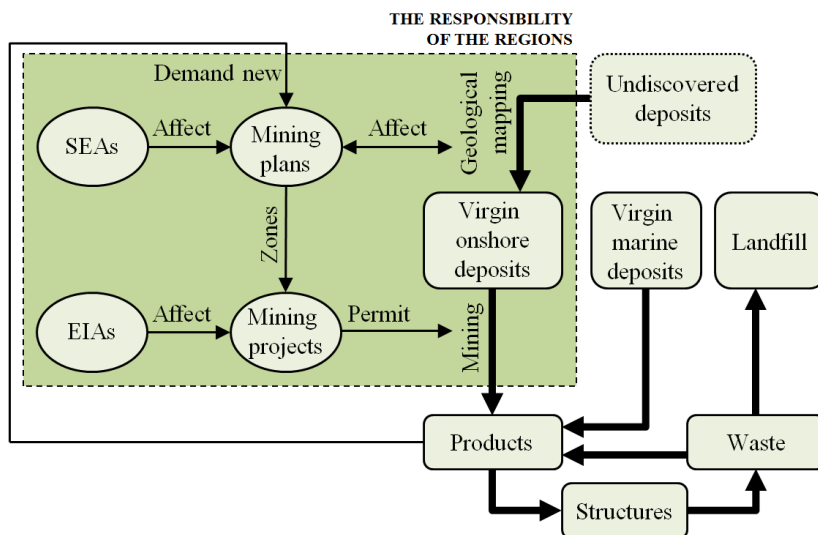 THE RESPONSIBILITY
OF THE REGIONS
Demand new
Undiscovered
deposits
SEAs
Affect
Mining
plans
Affect
Geological
mapping
Zones
Virgin
onshore
deposits
Virgin
marine
deposits
Landfill
EIAs
Affect
Mining
projects
Permit
Mining
Products
Waste
Structures